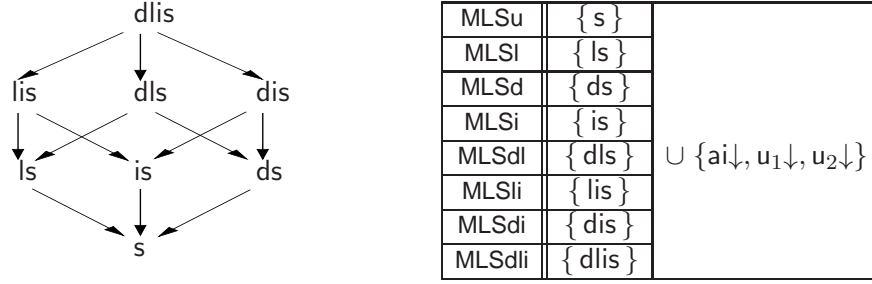 dlis
lis dls dis
ls is ds
s
MLSu { s }
MLSl { ls }
MLSd { ds }
MLSi { is }
MLSdl { dls } ∪ {ai↓, u₁↓, u₂↓}
MLSli { lis }
MLSdi { dis }
MLSdli { dlis }